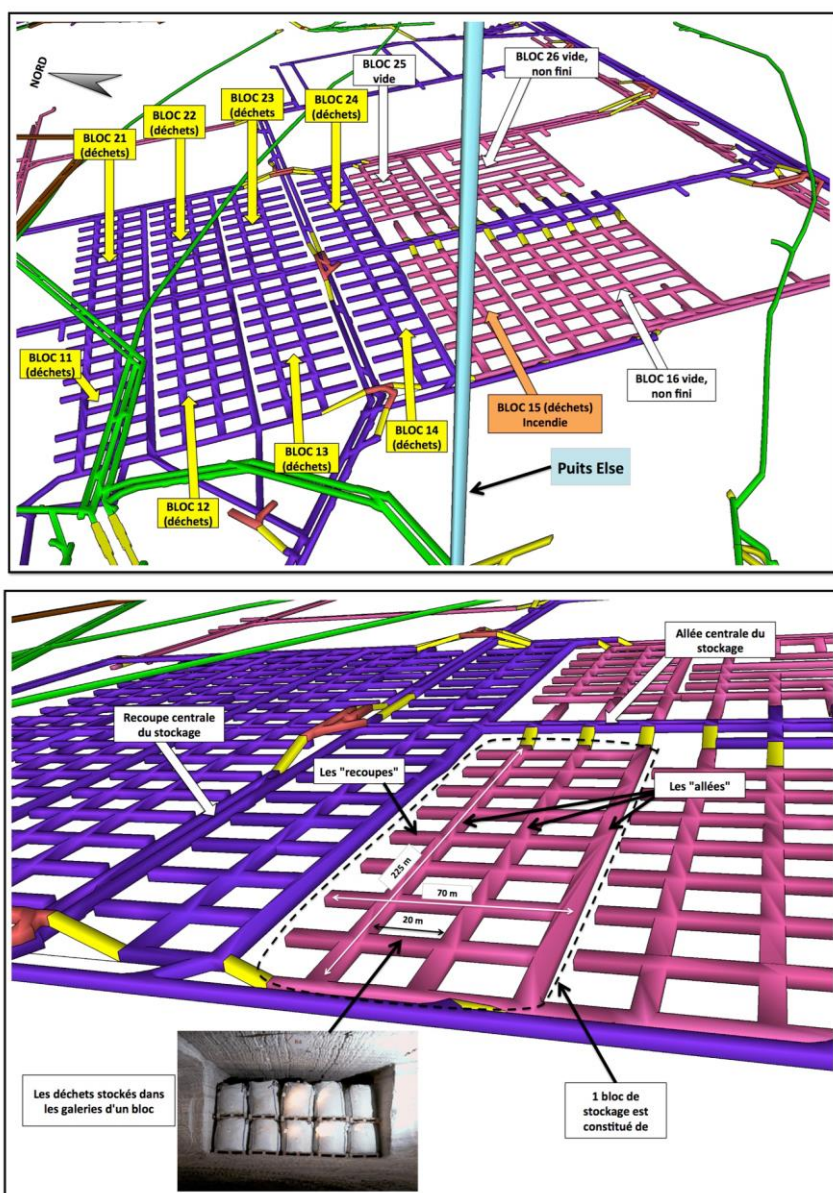 NORD
BLOC 21
(déchets)
BLOC 22
(déchets)
BLOC 23
(déchets
BLOC 24
(déchets)
BLOC 25
vide
BLOC 26 vide,
non fini
BLOC 11
(déchets)
BLOC 12
(déchets)
BLOC 13
(déchets)
BLOC 14
(déchets)
BLOC 15 (déchets)
Incendie
BLOC 16 vide,
non fini
Puits Else
Allée centrale du
stockage
Recoupe centrale
du stockage
Les "recoupes"
Les "allées"
225 m
70 m
20 m
Les déchets stockés dans
les galeries d'un bloc
1 bloc de
stockage est
constitué de